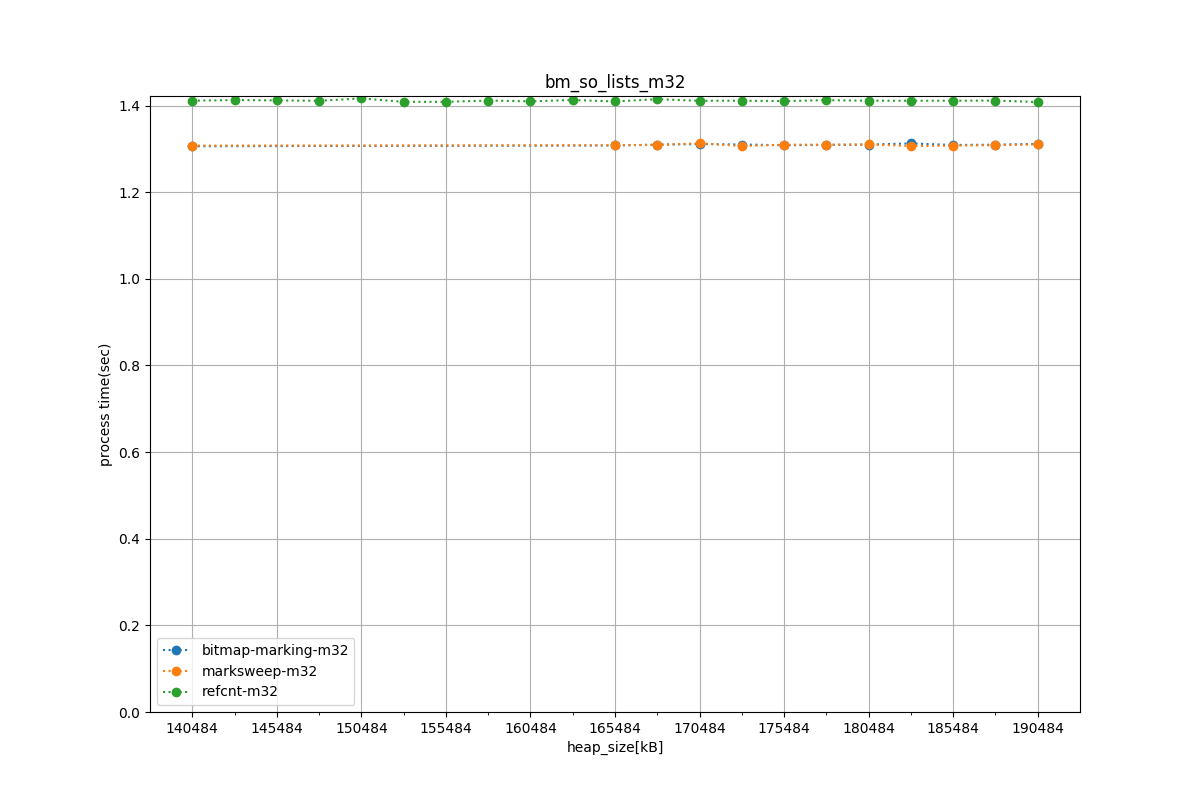 bm_so_lists_m32
1.4
1.2
1.0
0.8
0.6
0.4
0.2
0.0
process time(sec)
bitmap-marking-m32
marksweep-m32
refcnt-m32
140484 145484 150484 155484 160484 165484 170484 175484 180484 185484 190484
heap_size[kB]